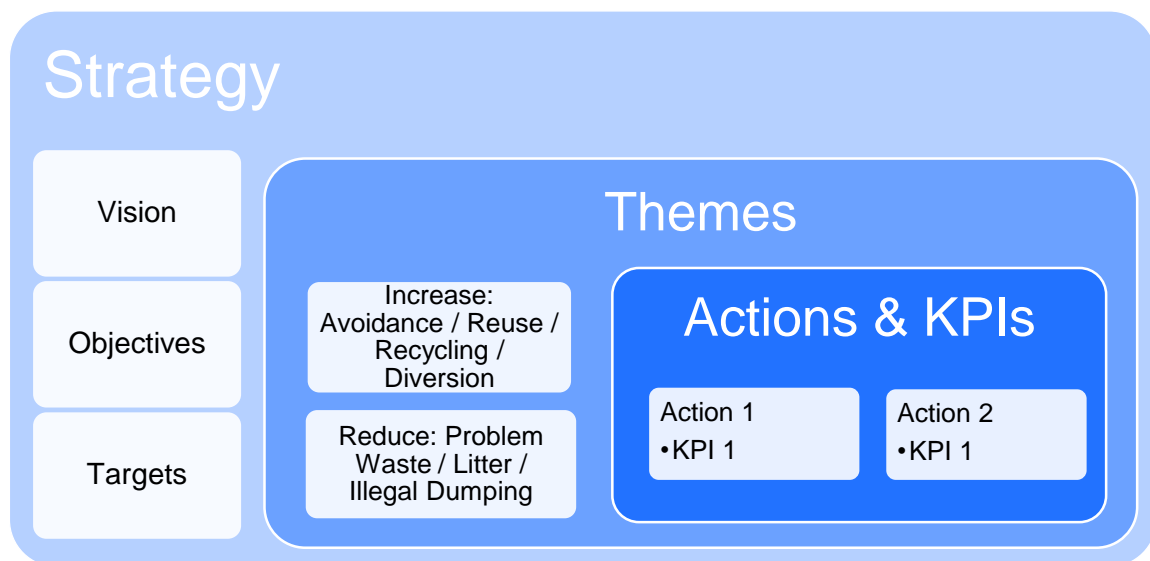 Strategy
Vision
Objectives
Targets
Themes
Increase:
Avoidance / Reuse /
Recycling /
Diversion
Reduce: Problem
Waste / Litter /
Illegal Dumping
Actions & KPIs
Action 1
•KPI 1
Action 2
•KPI 1